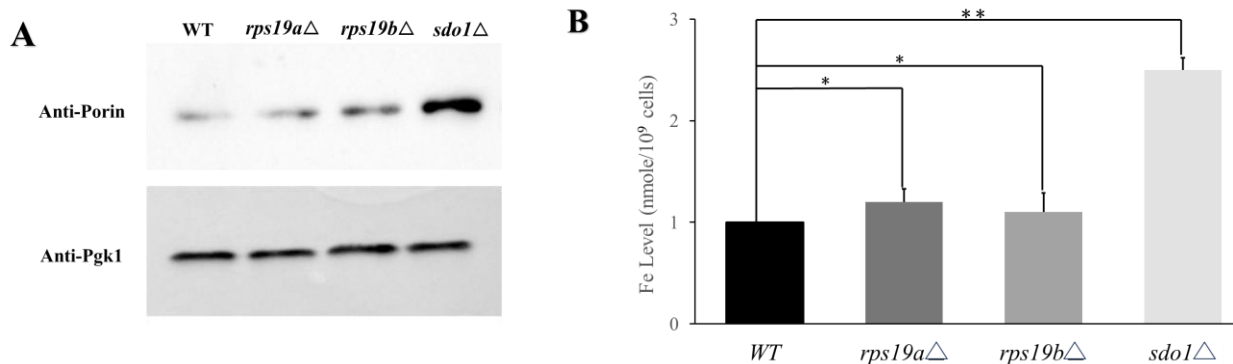 A
WT rps19a△ rps19b△ sdo1△
Anti-Porin
Anti-Pgk1
B
Fe Level (nmole/10⁹ cells)
3
2
1
0
**
*
*
WT rps19a△ rps19b△ sdo1△